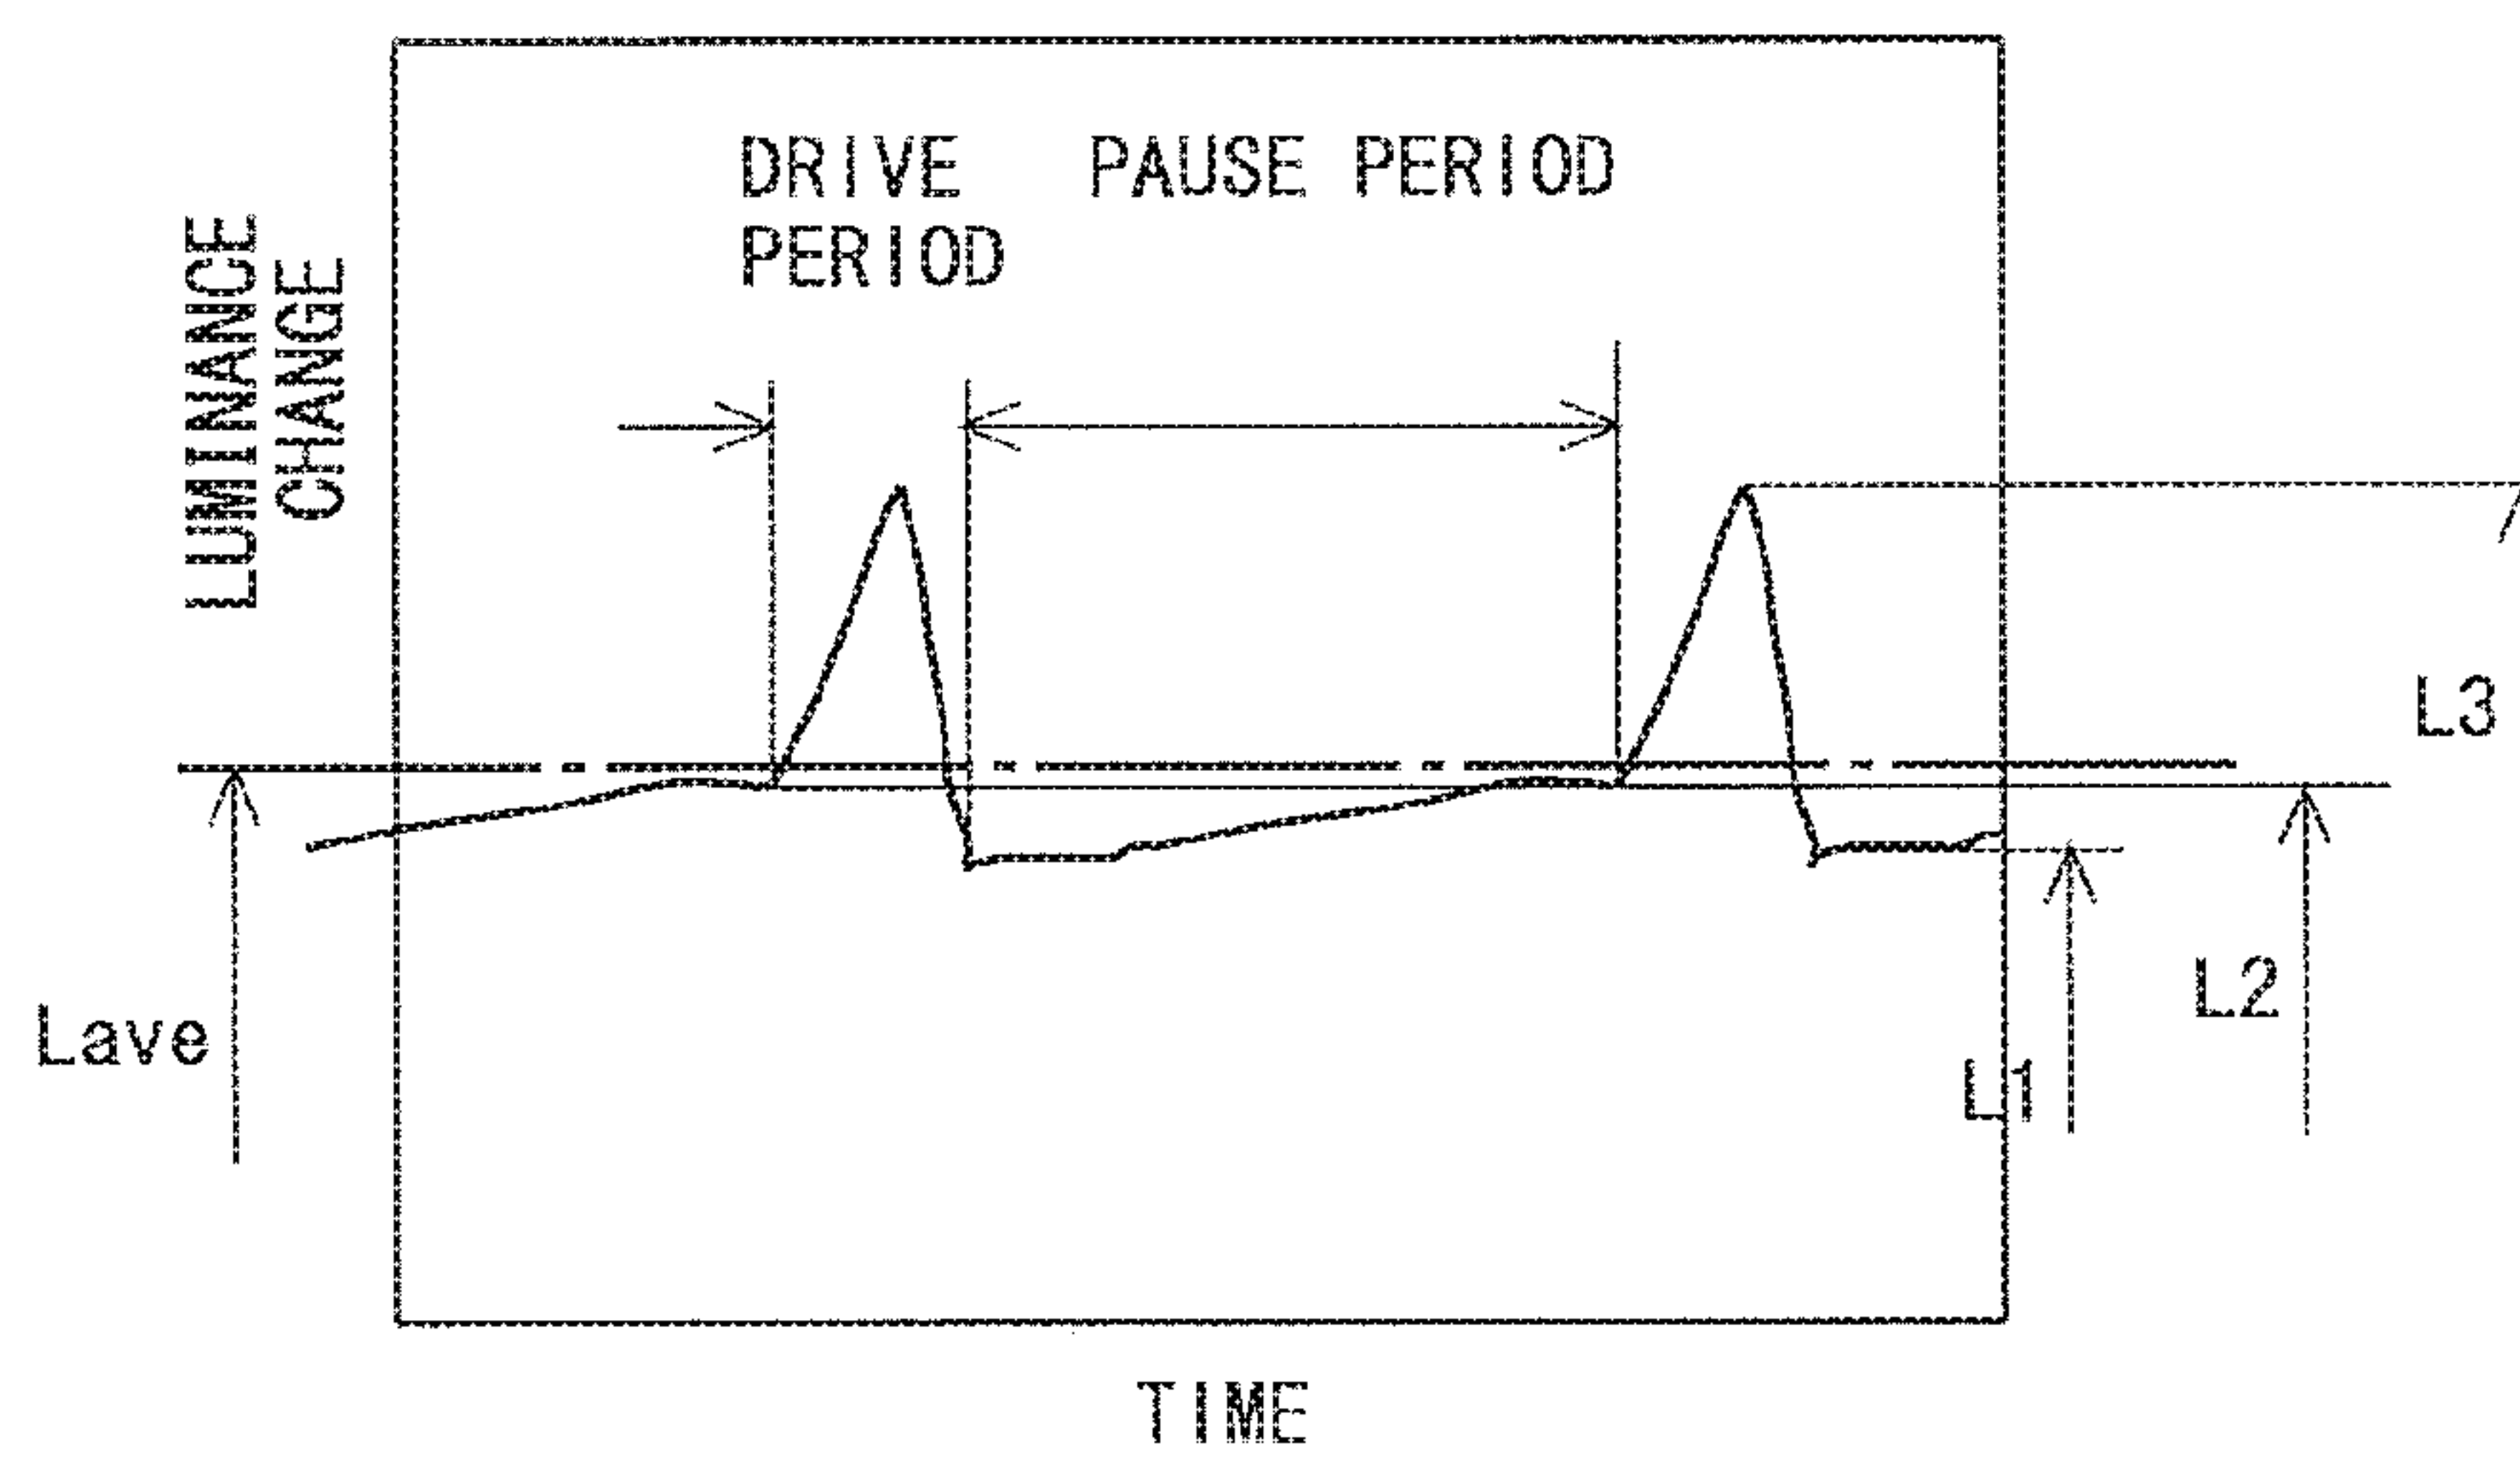 LUMINANCE
CHANGE
DRIVE
PERIOD
PAUSE PERIOD
L3
Lave
L2
L1
TIME